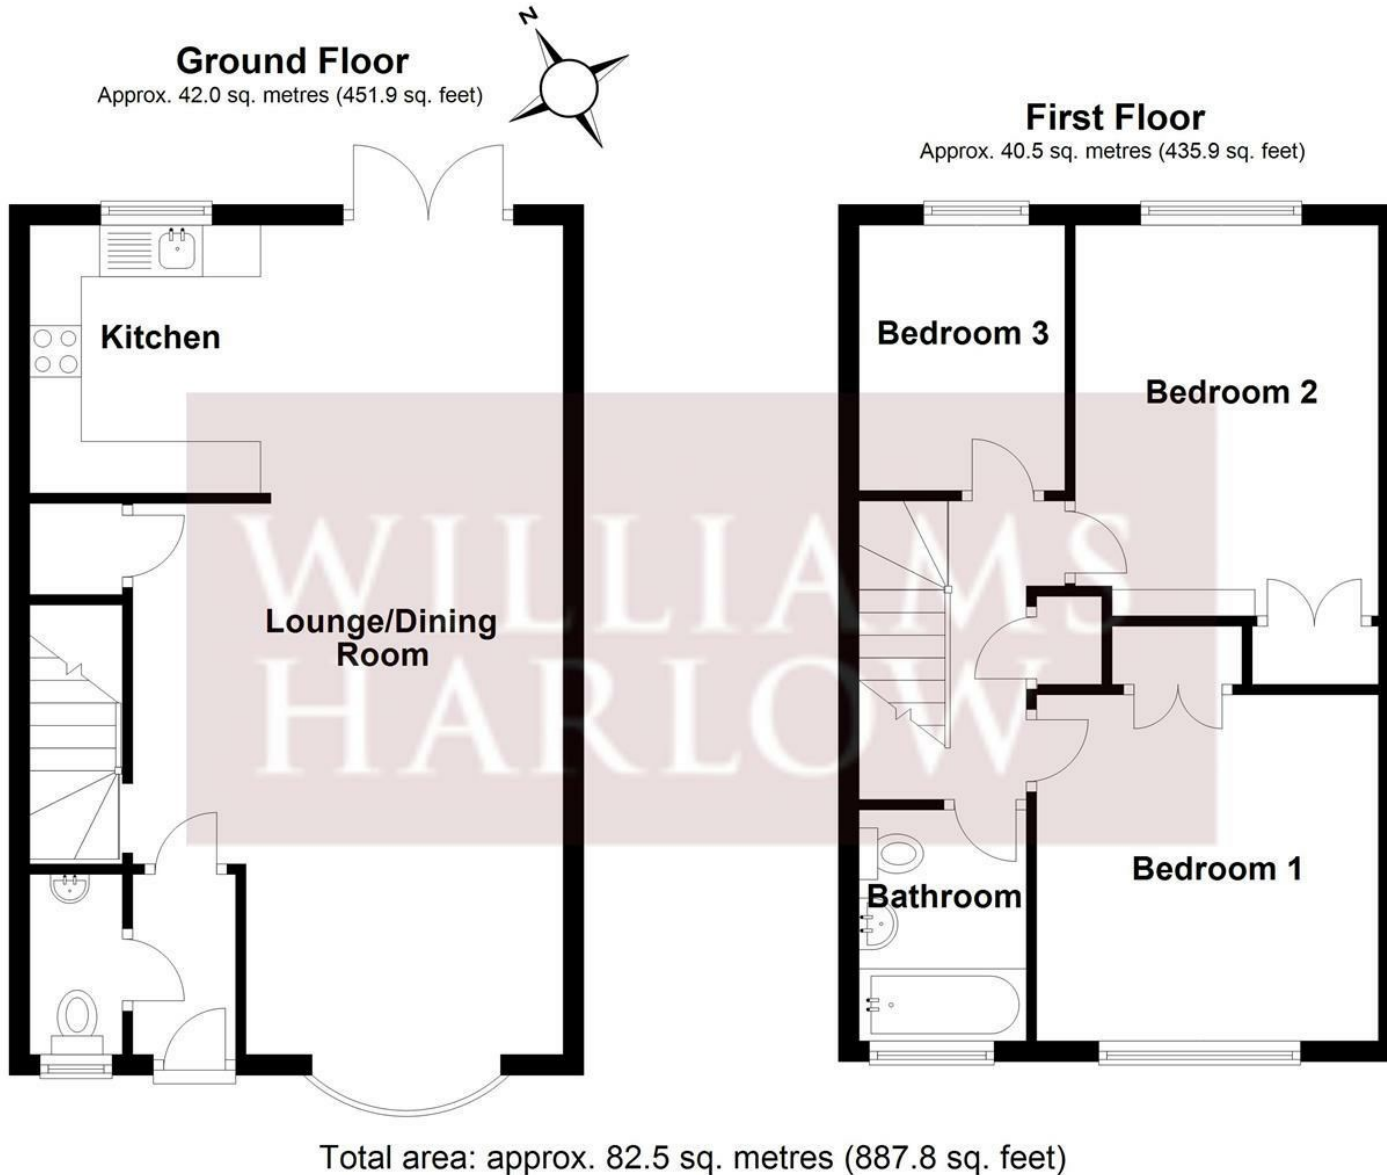 N
Ground Floor
Approx. 42.0 sq. metres (451.9 sq. feet)
First Floor
Approx. 40.5 sq. metres (435.9 sq. feet)
Kitchen
Bedroom 3
Bedroom 2
WILLIAMS
HARLOW
Lounge/Dining
Room
Bedroom 1
Bathroom
Total area: approx. 82.5 sq. metres (887.8 sq. feet)